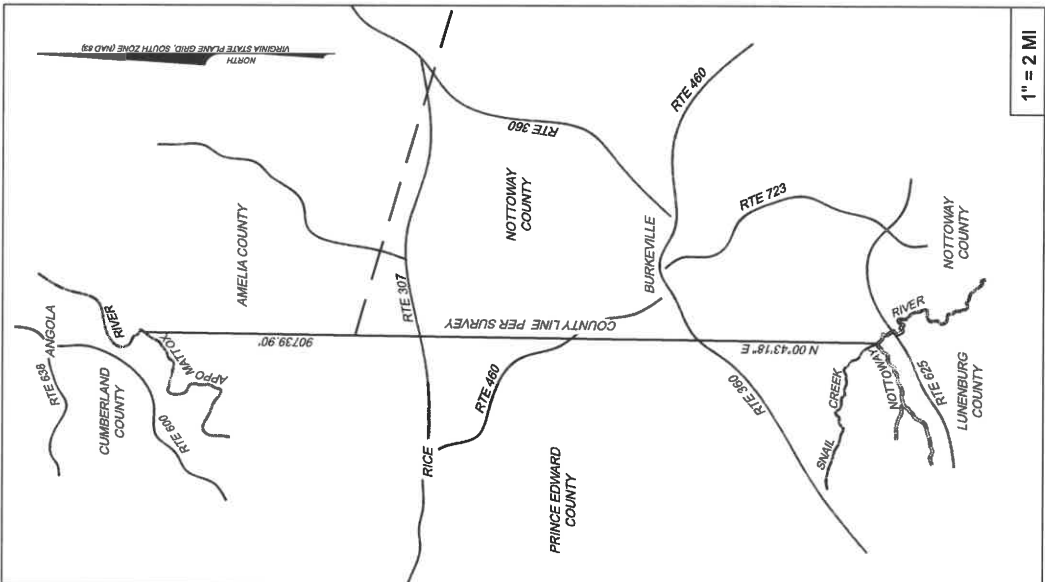 VIRGINIA STATE PLANE GRID, SOUTH ZONE (NAD 83)
NORTH
1" = 2 MI
RTE 638
ANGOLA
CUMBERLAND
COUNTY
RTE 600
APPO
MATTOX
RIVER
AMELIA COUNTY
90739.90'
RTE 307
RICE
RTE 460
COUNTY LINE PER SURVEY
NOTTOWAY
COUNTY
RTE 360
RTE 460
BURKEVILLE
PRINCE EDWARD
COUNTY
RTE 360
N 00°43'18" E
RTE 723
SNAIL
CREEK
NOTTOWAY
RIVER
RTE 625
LUNENBURG
COUNTY
NOTTOWAY
COUNTY